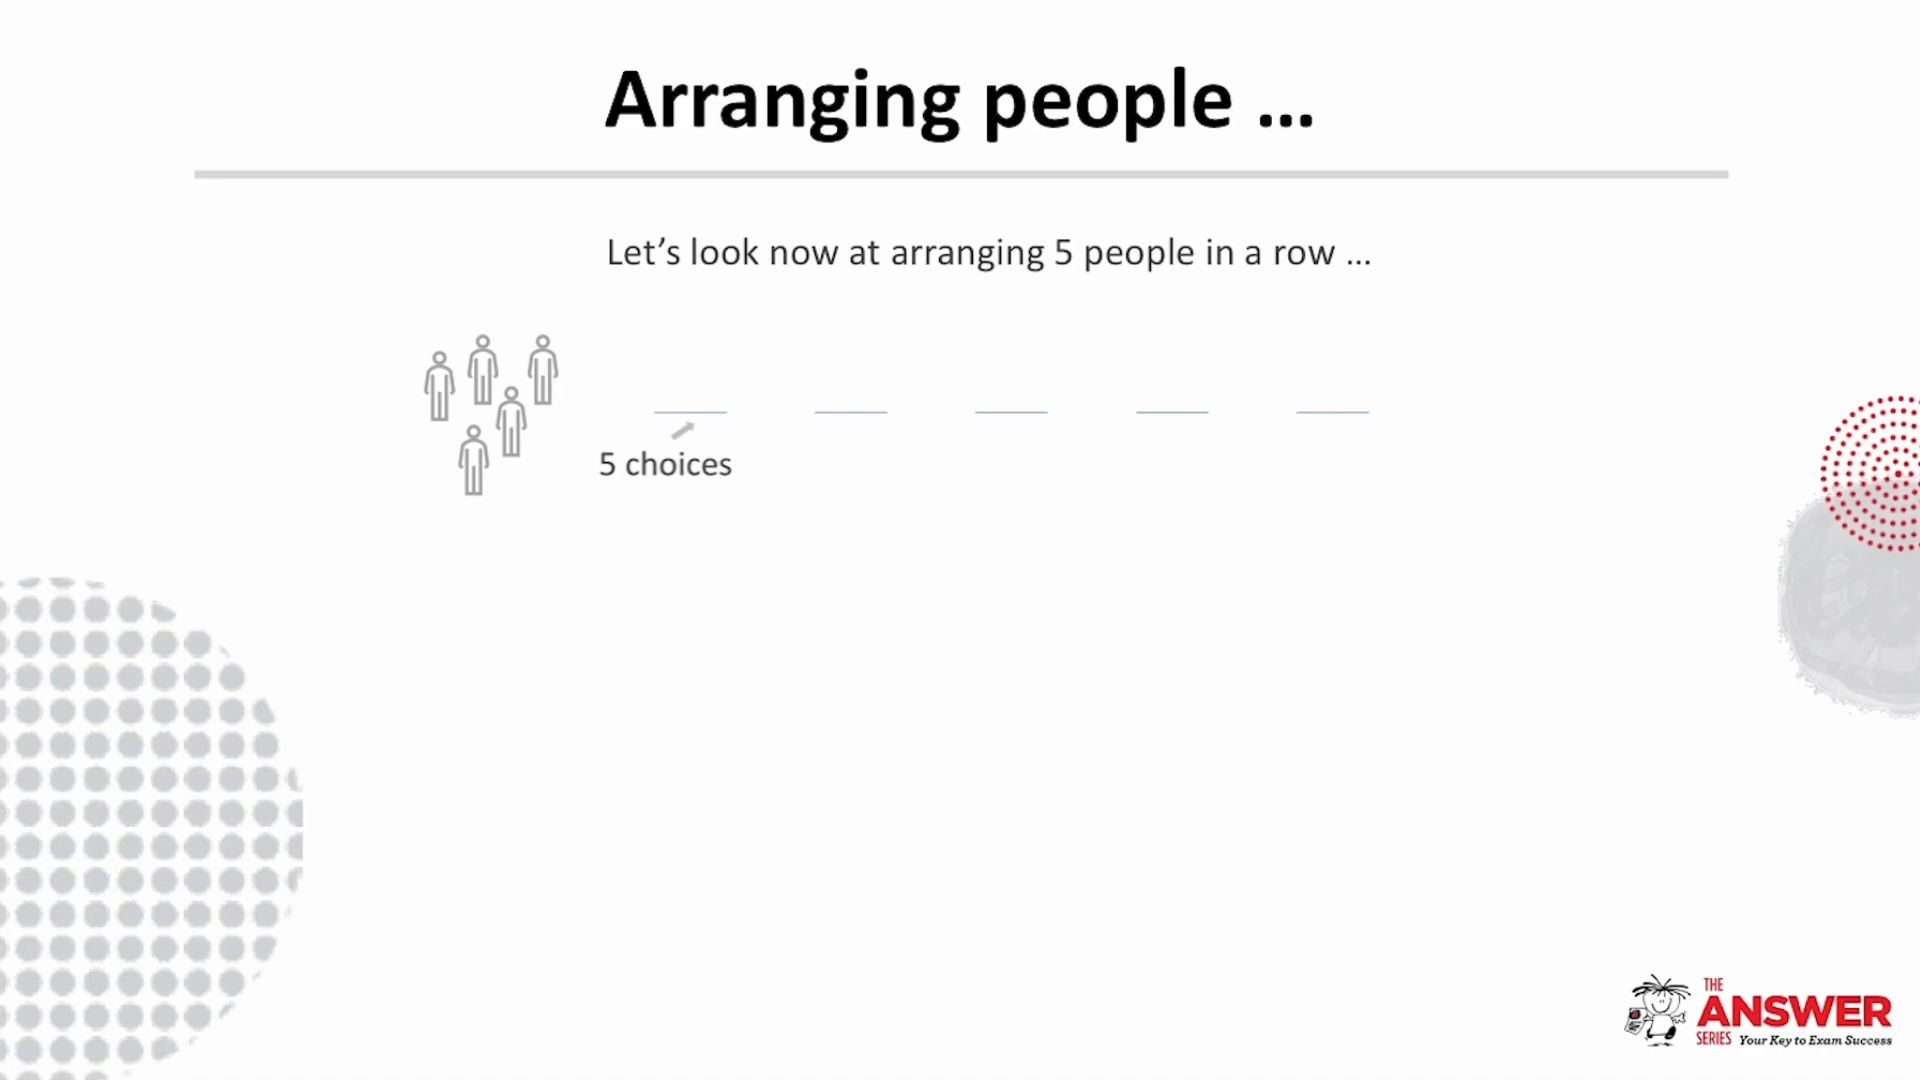 Arranging people ...
Let's look now at arranging 5 people in a row ...
5 choices
THE
ANSWER
SERIES Your Key to Exam Success